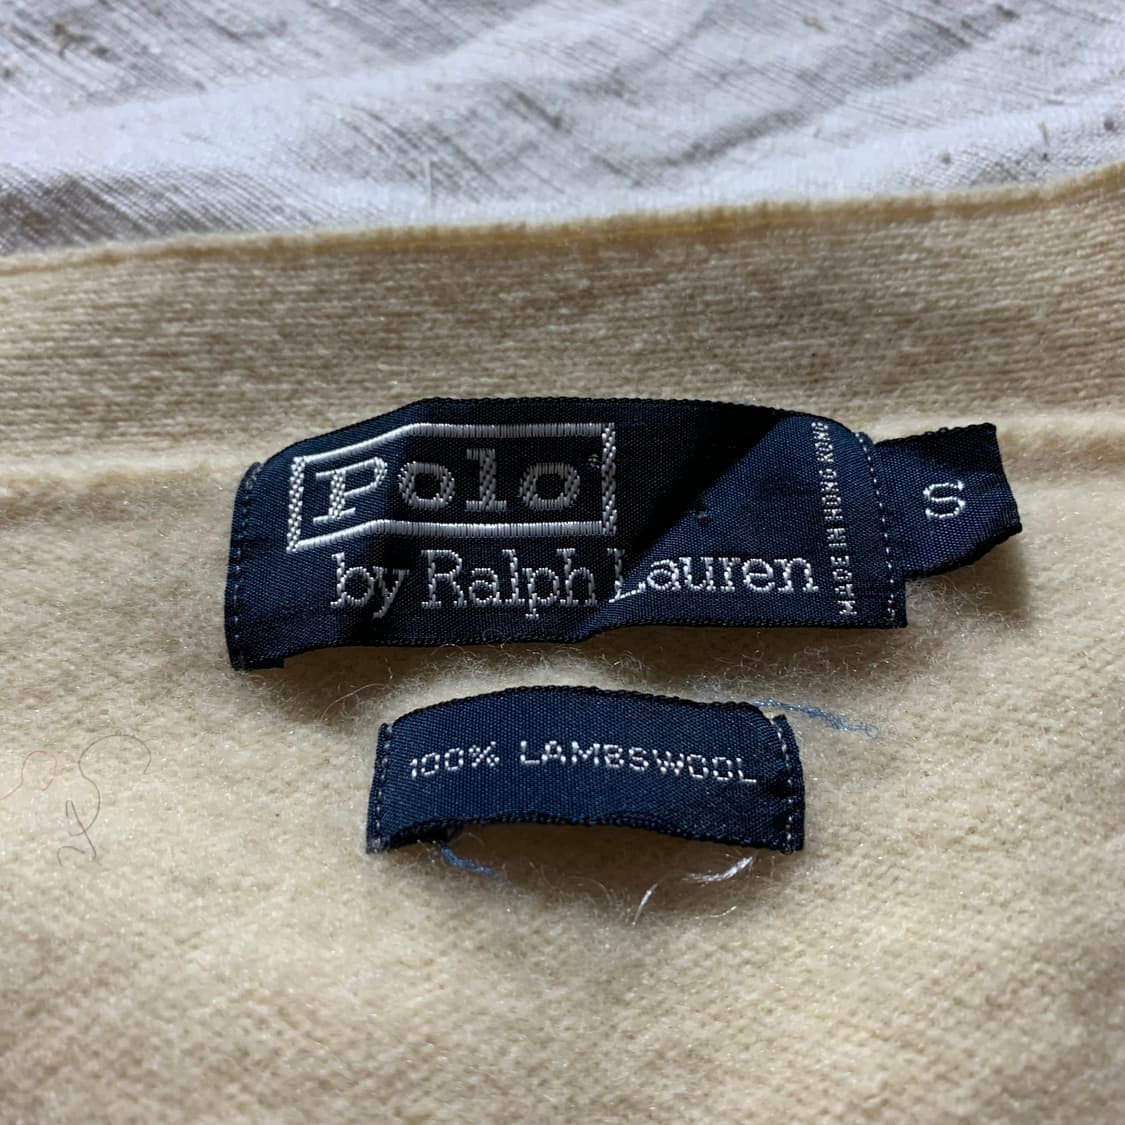 Polo
by Ralph Lauren
MADE IN HONG KONG
S
100% LAMBSWOOL